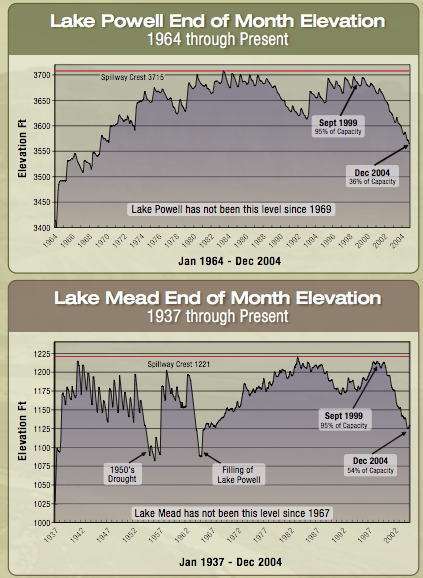 Lake Powell End of Month Elevation
1964 through Present
Elevation Ft
3700
3650
3600
3550
3500
3450
3400
Spillway Crest 3715
Sept 1999
95% of Capacity
Dec 2004
36% of Capacity
Lake Powell has not been this level since 1969
1964
1966
1968
1970
1972
1974
1976
1978
1980
1982
1984
1986
1988
1990
1992
1994
1996
1998
2000
2002
2004
Jan 1964 - Dec 2004
Lake Mead End of Month Elevation
1937 through Present
Elevation Ft
1225
1200
1175
1150
1125
1100
1075
1050
1025
1000
Spillway Crest 1221
Sept 1999
95% of Capacity
1950's
Drought
Filling of
Lake Powell
Dec 2004
54% of Capacity
Lake Mead has not been this level since 1967
1937
1942
1947
1952
1957
1962
1967
1972
1977
1982
1987
1992
1997
2002
Jan 1937 - Dec 2004